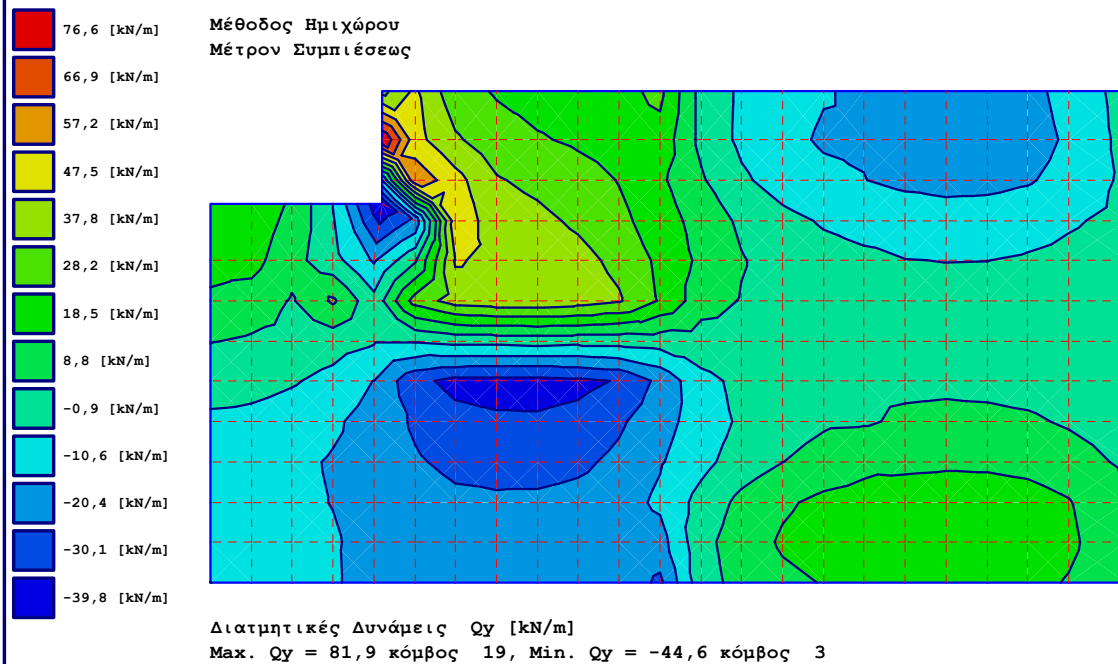 Μέθοδος Ημιχώρου
Μέτρον Συμπιέσεως
76,6 [kN/m]
66,9 [kN/m]
57,2 [kN/m]
47,5 [kN/m]
37,8 [kN/m]
28,2 [kN/m]
18,5 [kN/m]
8,8 [kN/m]
-0,9 [kN/m]
-10,6 [kN/m]
-20,4 [kN/m]
-30,1 [kN/m]
-39,8 [kN/m]
Διατμητικές Δυνάμεις Qy [kN/m]
Max. Qy = 81,9 κόμβος 19, Min. Qy = -44,6 κόμβος 3